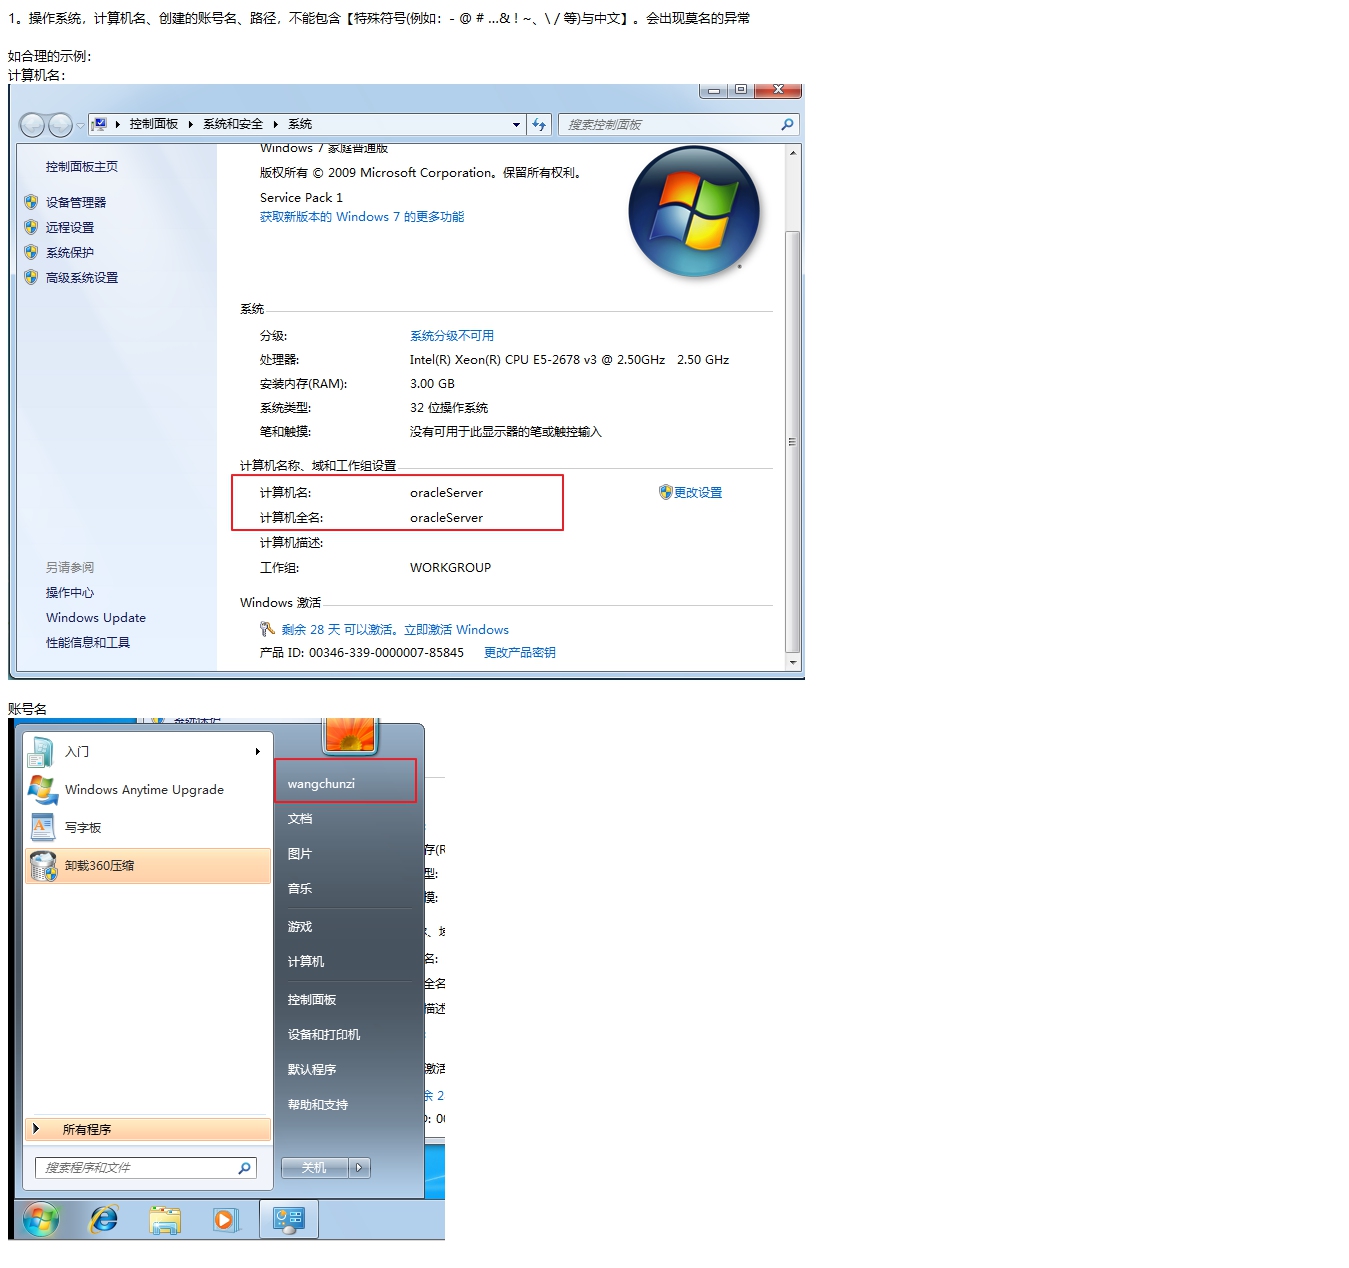 1。操作系统，计算机名、创建的账号名、路径，不能包含【特殊符号(例如：- @ # ...& ! ~、\ / 等)与中文】。会出现莫名的异常
如合理的示例：
计算机名：
控制面板 系统和安全 系统
搜索控制面板
控制面板主页
设备管理器
远程设置
系统保护
高级系统设置
另请参阅
操作中心
Windows Update
性能信息和工具
Windows 7 家庭普通版
版权所有 © 2009 Microsoft Corporation。保留所有权利。
Service Pack 1
获取新版本的 Windows 7 的更多功能
系统
分级: 系统分级不可用
处理器: Intel(R) Xeon(R) CPU E5-2678 v3 @ 2.50GHz 2.50 GHz
安装内存(RAM): 3.00 GB
系统类型: 32 位操作系统
笔和触摸: 没有可用于此显示器的笔或触控输入
计算机名称、域和工作组设置
计算机名: oracleServer 更改设置
计算机全名: oracleServer
计算机描述:
工作组: WORKGROUP
Windows 激活
剩余 28 天 可以激活。立即激活 Windows
产品 ID: 00346-339-0000007-85845 更改产品密钥
账号名
入门
Windows Anytime Upgrade
写字板
卸载360压缩
所有程序
搜索程序和文件
wangchunzi
文档
图片
音乐
游戏
计算机
控制面板
设备和打印机
默认程序
帮助和支持
关机
存(R
型:
摸:
、域
名:
全名
描述
激活
余 2
D: 00